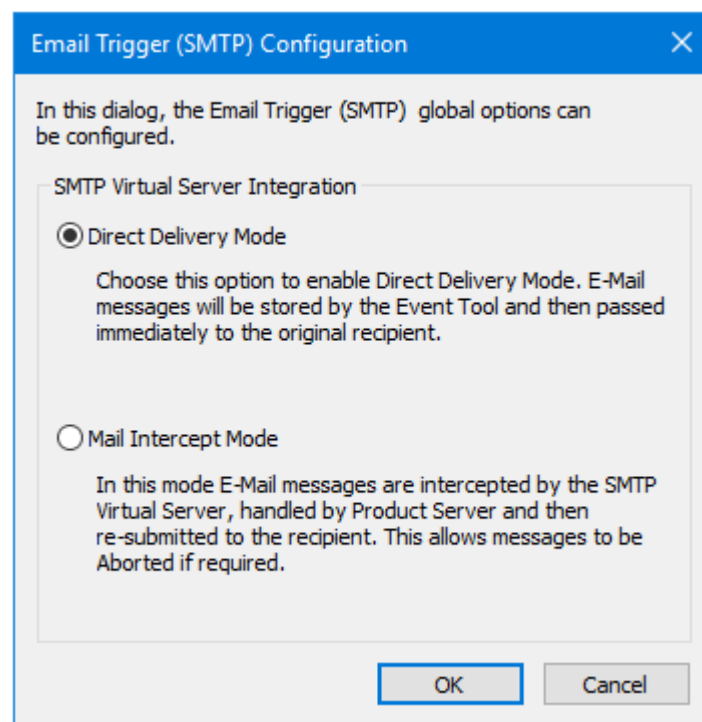 Email Trigger (SMTP) Configuration
In this dialog, the Email Trigger (SMTP)  global options can
be configured.
SMTP Virtual Server Integration
Direct Delivery Mode
Choose this option to enable Direct Delivery Mode. E-Mail
messages will be stored by the Event Tool and then passed
immediately to the original recipient.
Mail Intercept Mode
In this mode E-Mail messages are intercepted by the SMTP
Virtual Server, handled by Product Server and then
re-submitted to the recipient. This allows messages to be
Aborted if required.
OK
Cancel